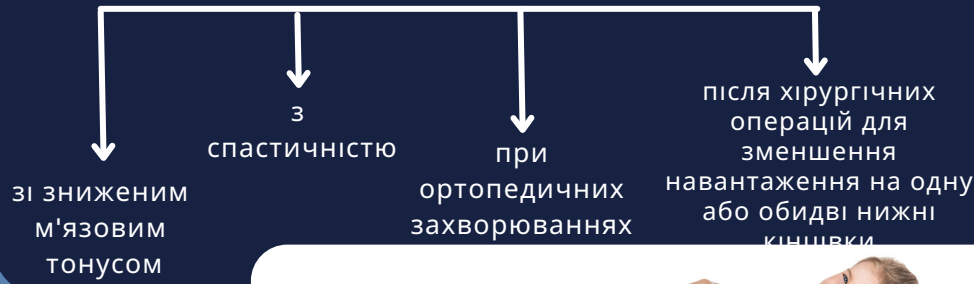 зі зниженим
м'язовим
тонусом
з
спастичністю
при
ортопедичних
захворюваннях
після хірургічних
операцій для
зменшення
навантаження на одну
або обидві нижні
кінцівки